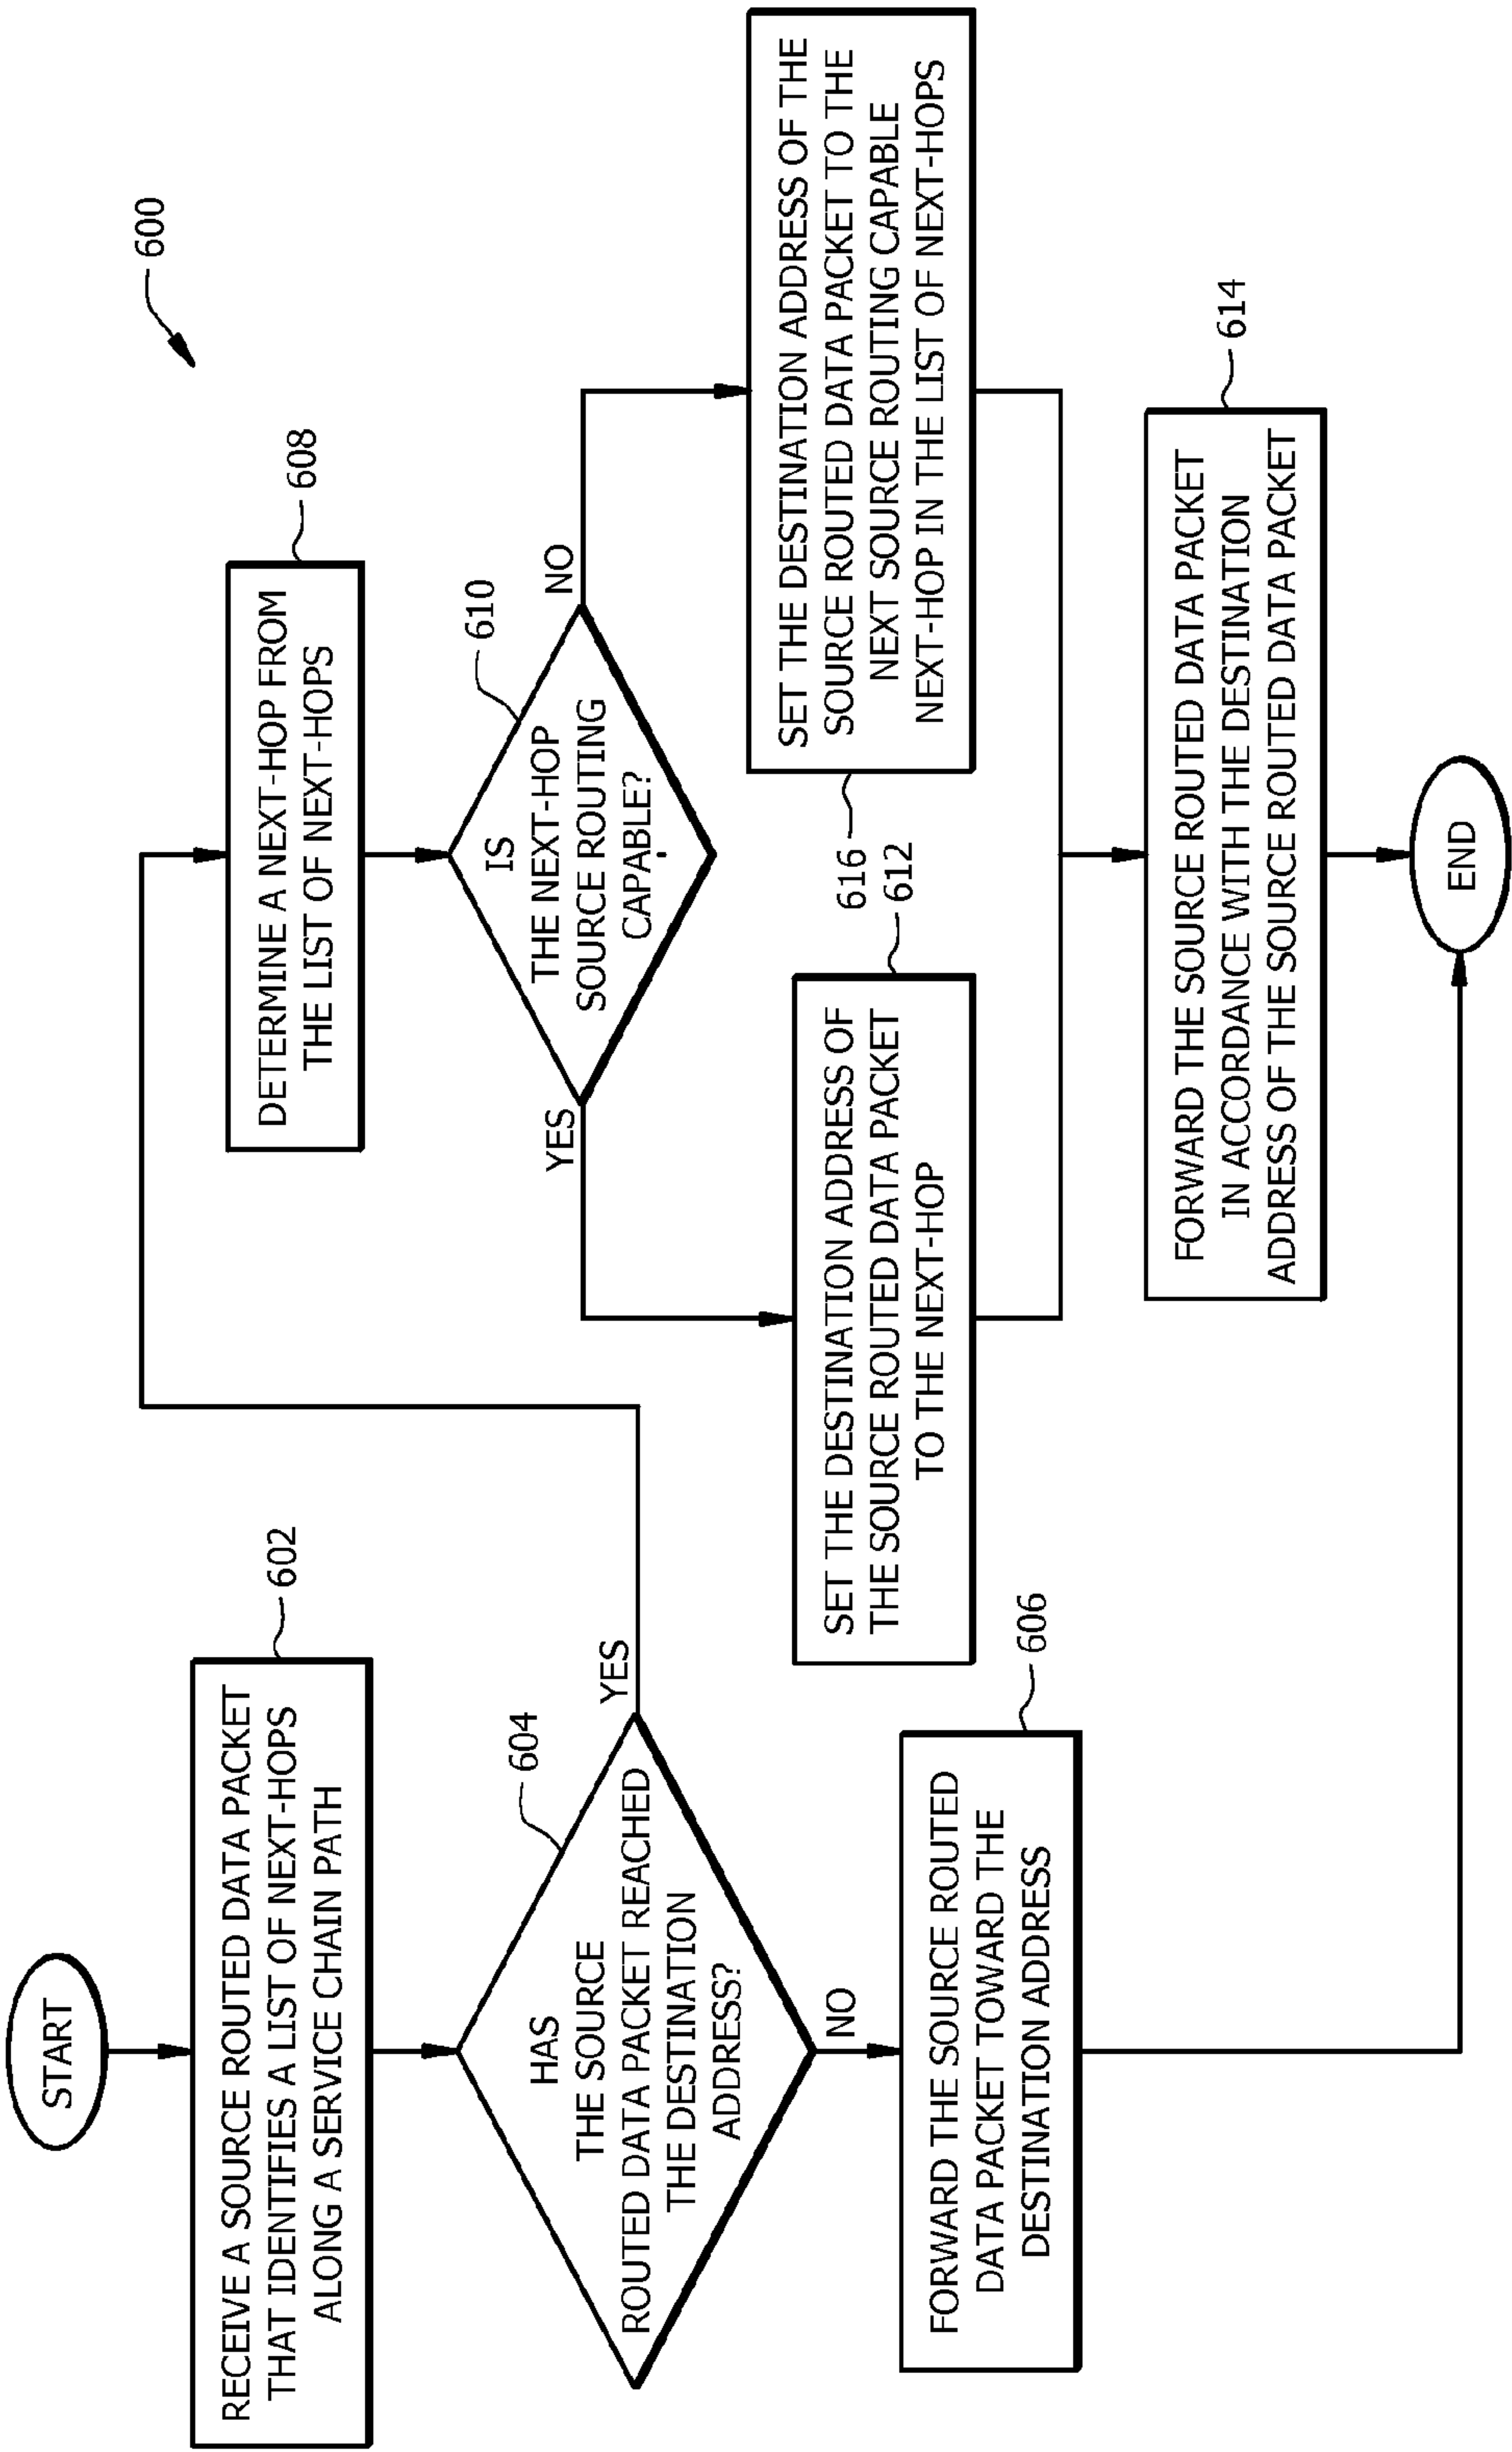 600
START
RECEIVE A SOURCE ROUTED DATA PACKET
THAT IDENTIFIES A LIST OF NEXT-HOPS
ALONG A SERVICE CHAIN PATH
602
HAS
THE SOURCE
ROUTED DATA PACKET REACHED
THE DESTINATION
ADDRESS?
604
YES
NO
FORWARD THE SOURCE ROUTED
DATA PACKET TOWARD THE
DESTINATION ADDRESS
606
DETERMINE A NEXT-HOP FROM
THE LIST OF NEXT-HOPS
608
IS
THE NEXT-HOP
SOURCE ROUTING
CAPABLE?
610
YES
NO
SET THE DESTINATION ADDRESS OF
THE SOURCE ROUTED DATA PACKET
TO THE NEXT-HOP
612
616
SET THE DESTINATION ADDRESS OF THE
SOURCE ROUTED DATA PACKET TO THE
NEXT SOURCE ROUTING CAPABLE
NEXT-HOP IN THE LIST OF NEXT-HOPS
FORWARD THE SOURCE ROUTED DATA PACKET
IN ACCORDANCE WITH THE DESTINATION
ADDRESS OF THE SOURCE ROUTED DATA PACKET
614
END